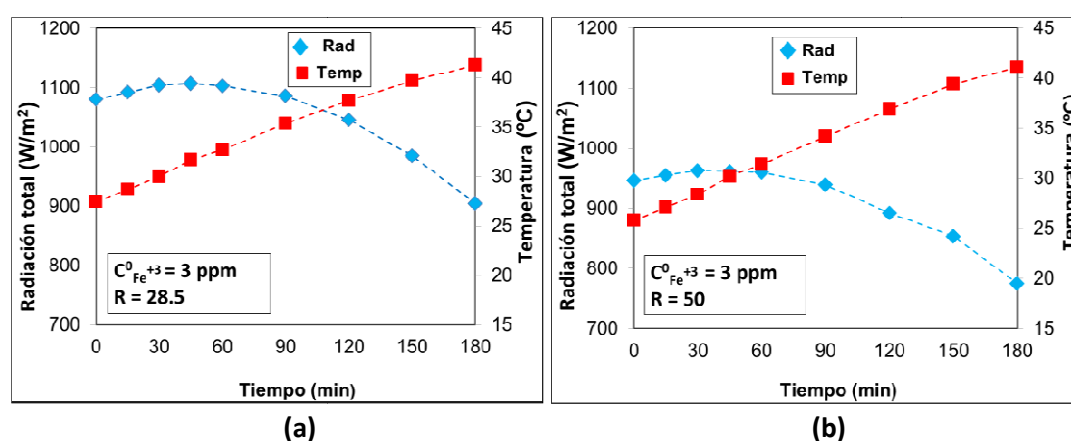 1200
1100
1000
900
800
700
45
40
35
30
25
20
15
0
30
60
90
120
150
180
Radiación total (W/m²)
Temperatura (ºC)
Tiempo (min)
Rad
Temp
C⁰Fe⁺³ = 3 ppm
R = 28.5
(a)
1200
1100
1000
900
800
700
45
40
35
30
25
20
15
0
30
60
90
120
150
180
Radiación total (W/m²)
Temperatura (ºC)
Tiempo (min)
Rad
Temp
C⁰Fe⁺³ = 3 ppm
R = 50
(b)